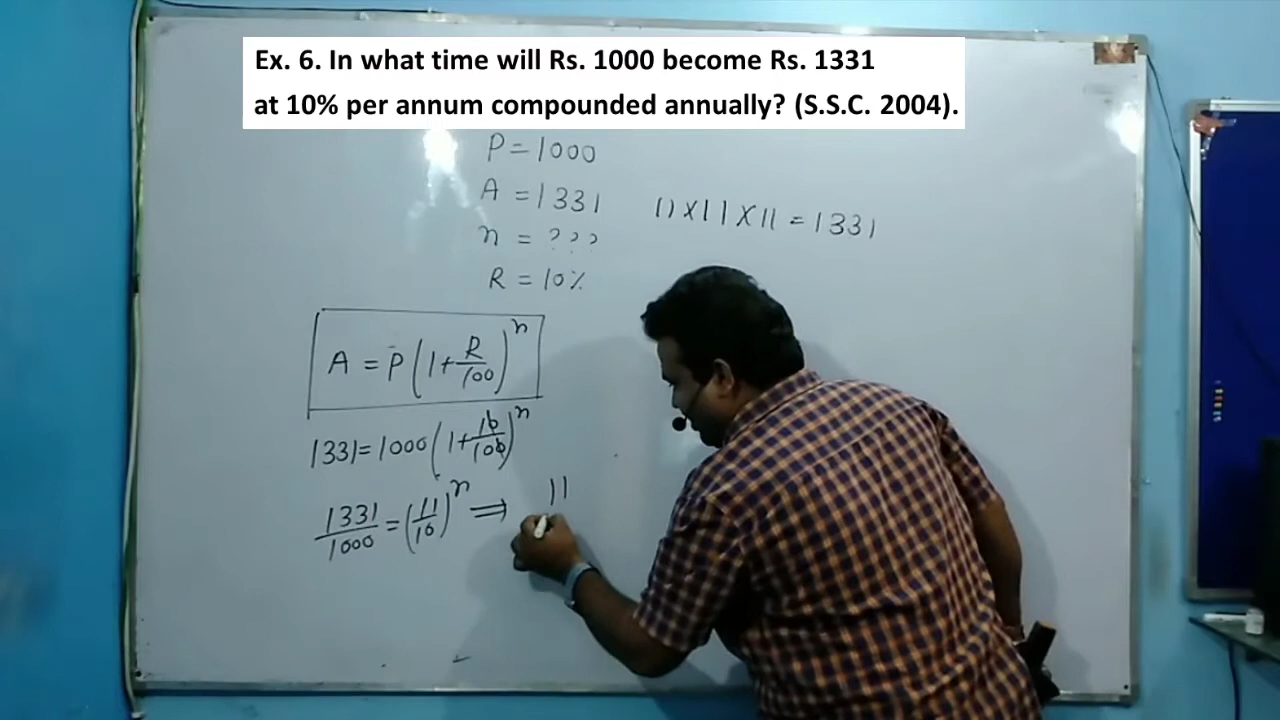 Ex. 6. In what time will Rs. 1000 become Rs. 1331
at 10% per annum compounded annually? (S.S.C. 2004).
P = 1000
A = 1331
11 X 11 X 11 = 1331
n = ???
R = 10%
A = P(1+R/100)^n
1331 = 1000(1+10/100)^n
1331/1000 = (11/10)^n ⇒ 11